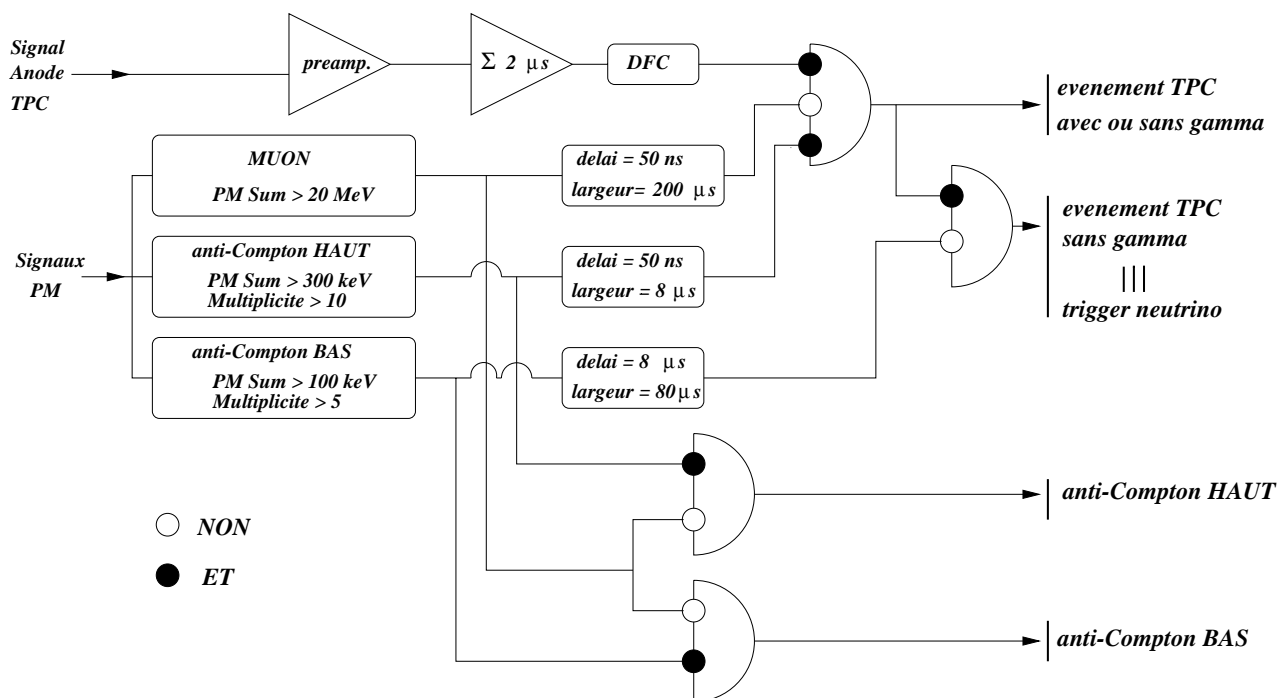 Signal
Anode
TPC
preamp.
Σ 2 μs
DFC
evenement TPC
avec ou sans gamma
MUON
PM Sum > 20 MeV
delai = 50 ns
largeur= 200 μs
evenement TPC
sans gamma
|||
trigger neutrino
Signaux
PM
anti-Compton HAUT
PM Sum > 300 keV
Multiplicite > 10
delai = 50 ns
largeur = 8 μs
anti-Compton BAS
PM Sum > 100 keV
Multiplicite > 5
delai = 8 μs
largeur = 80 μs
anti-Compton HAUT
NON
ET
anti-Compton BAS